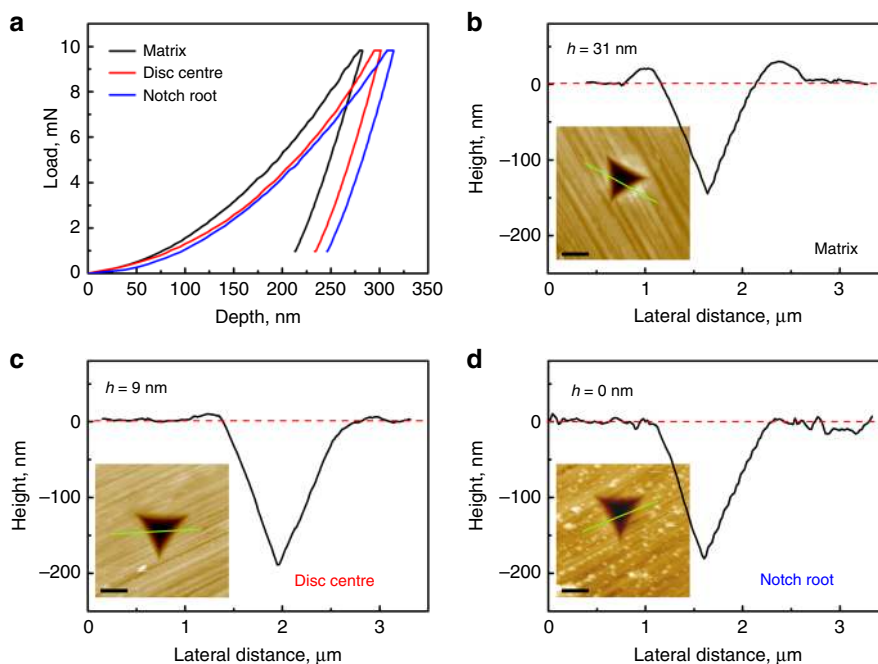 a
Matrix
Disc centre
Notch root
Load, mN
10
8
6
4
2
0
0 50 100 150 200 250 300 350
Depth, nm
b
h = 31 nm
Height, nm
0
−100
−200
Matrix
0 1 2 3
Lateral distance, μm
c
h = 9 nm
Height, nm
0
−100
−200
Disc centre
0 1 2 3
Lateral distance, μm
d
h = 0 nm
Height, nm
0
−100
−200
Notch root
0 1 2 3
Lateral distance, μm